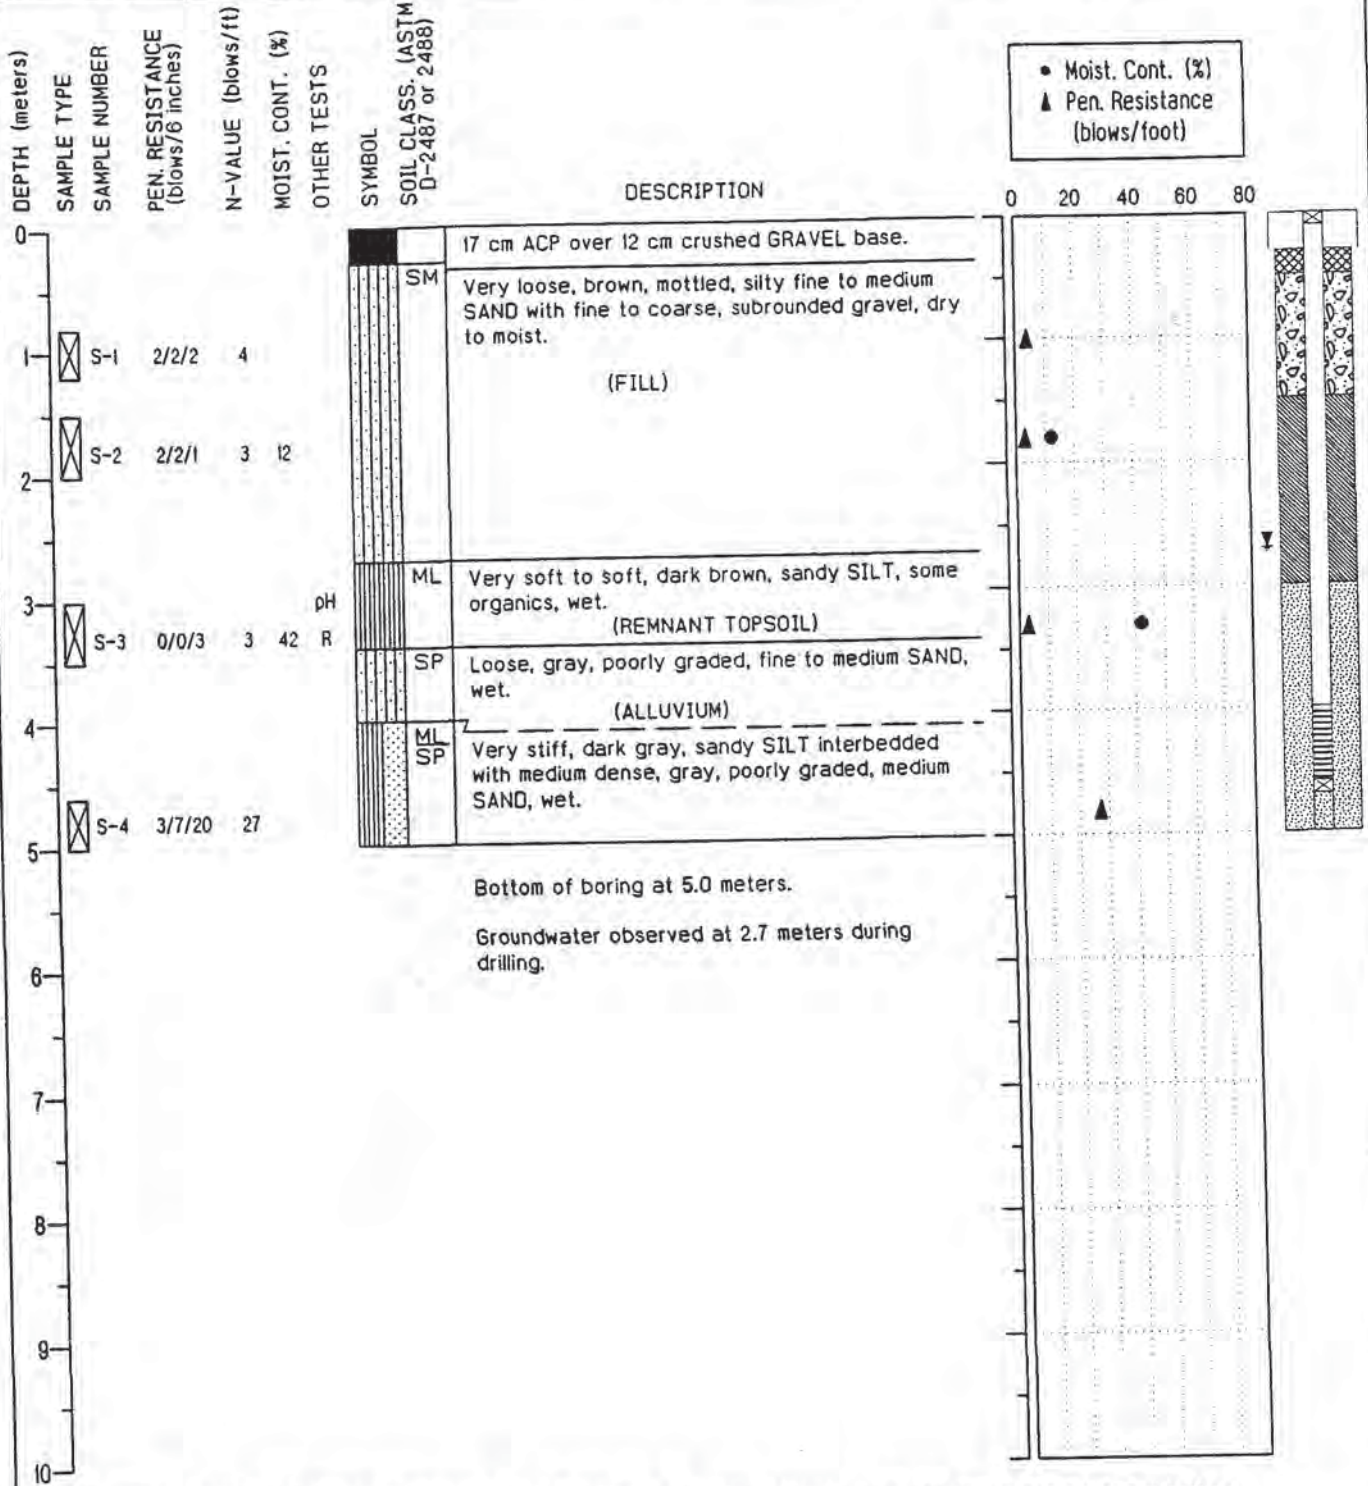 DEPTH (meters)
SAMPLE TYPE
SAMPLE NUMBER
PEN. RESISTANCE
(blows/6 inches)
N-VALUE (blows/ft)
MOIST. CONT. (%)
OTHER TESTS
SYMBOL
SOIL CLASS. (ASTM
D-2487 or 2488)
DESCRIPTION
● Moist. Cont. (%)
▲ Pen. Resistance
(blows/foot)
0 20 40 60 80
0
17 cm ACP over 12 cm crushed GRAVEL base.
SM
Very loose, brown, mottled, silty fine to medium
SAND with fine to coarse, subrounded gravel, dry
to moist.
(FILL)
1
S-1 2/2/2 4
S-2 2/2/1 3 12
2
ML
Very soft to soft, dark brown, sandy SILT, some
organics, wet.
(REMNANT TOPSOIL)
3
pH
S-3 0/0/3 3 42 R
SP
Loose, gray, poorly graded, fine to medium SAND,
wet.
(ALLUVIUM)
4
ML
SP
Very stiff, dark gray, sandy SILT interbedded
with medium dense, gray, poorly graded, medium
SAND, wet.
S-4 3/7/20 27
5
Bottom of boring at 5.0 meters.
Groundwater observed at 2.7 meters during
drilling.
6
7
8
9
10